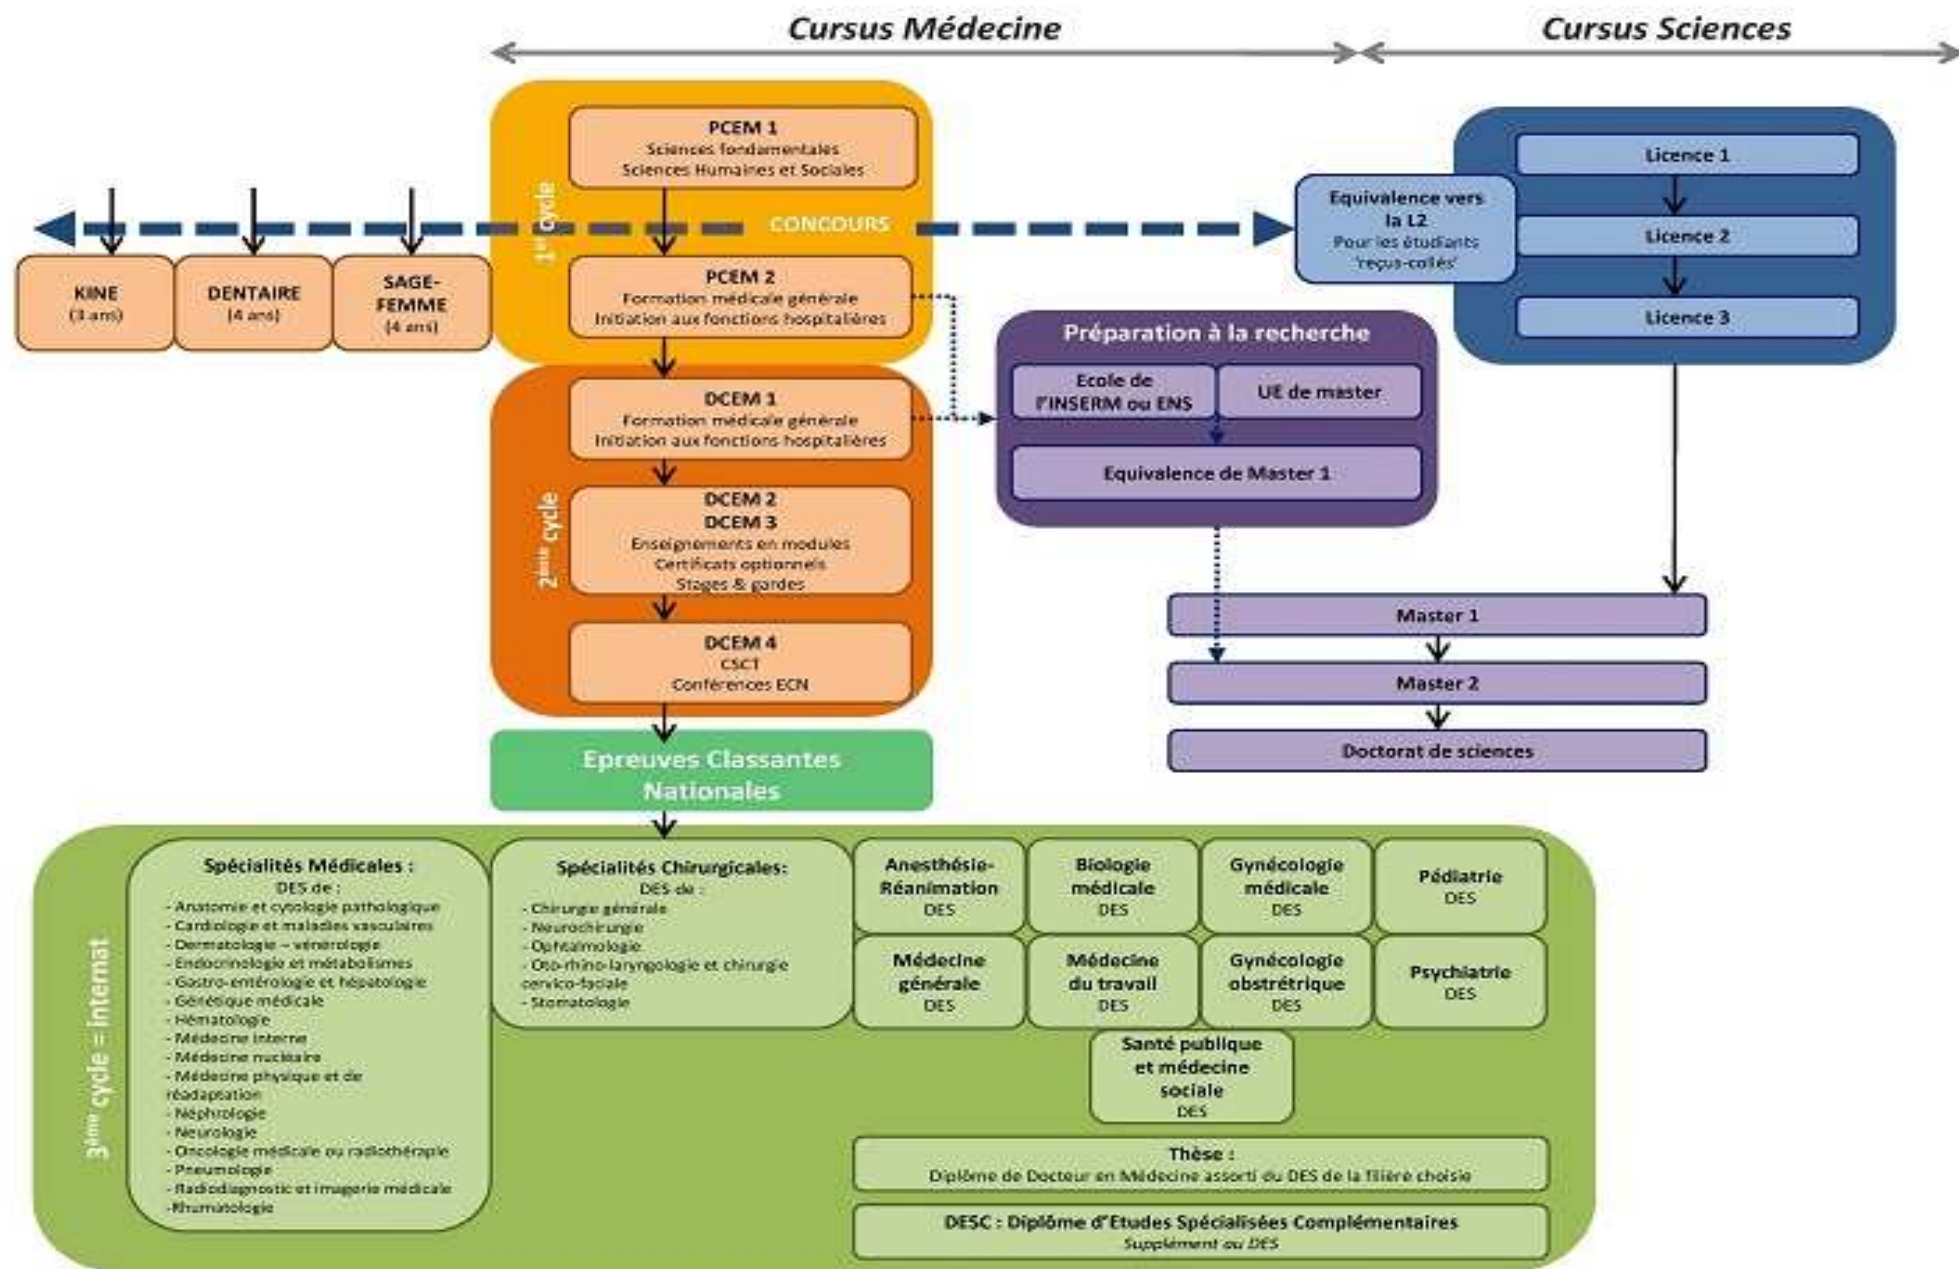 Cursus Médecine
Cursus Sciences
1er cycle
PCEM 1
Sciences fondamentales
Sciences Humaines et Sociales
CONCOURS
PCEM 2
Formation médicale générale
Initiation aux fonctions hospitalières
KINE
(3 ans)
DENTAIRE
(4 ans)
SAGE-
FEMME
(4 ans)
Equivalence vers
la L2
Pour les étudiants
'reçus-collés'
Licence 1
Licence 2
Licence 3
2ème cycle
DCEM 1
Formation médicale générale
Initiation aux fonctions hospitalières
DCEM 2
DCEM 3
Enseignements en modules
Certificats optionnels
Stages & gardes
DCEM 4
CSCT
Conférences ECN
Préparation à la recherche
Ecole de
l'INSERM ou ENS
UE de master
Equivalence de Master 1
Master 1
Master 2
Doctorat de sciences
Epreuves Classantes
Nationales
3ème cycle = internat
Spécialités Médicales :
DES de :
- Anatomie et cytologie pathologique
- Cardiologie et maladies vasculaires
- Dermatologie – vénérologie
- Endocrinologie et métabolismes
- Gastro-entérologie et hépatologie
- Génétique médicale
- Hématologie
- Médecine interne
- Médecine nucléaire
- Médecine physique et de
réadaptation
- Néphrologie
- Neurologie
- Oncologie médicale ou radiothérapie
- Pneumologie
- Radiodiagnostic et imagerie médicale
-Rhumatologie
Spécialités Chirurgicales:
DES de :
- Chirurgie générale
- Neurochirurgie
- Ophtalmologie
- Oto-rhino-laryngologie et chirurgie
cervico-faciale
- Stomatologie
Anesthésie-
Réanimation
DES
Biologie
médicale
DES
Gynécologie
médicale
DES
Pédiatrie
DES
Médecine
générale
DES
Médecine
du travail
DES
Gynécologie
obstrétrique
DES
Psychiatrie
DES
Santé publique
et médecine
sociale
DES
Thèse :
Diplôme de Docteur en Médecine assorti du DES de la filière choisie
DESC : Diplôme d'Etudes Spécialisées Complémentaires
Supplément au DES